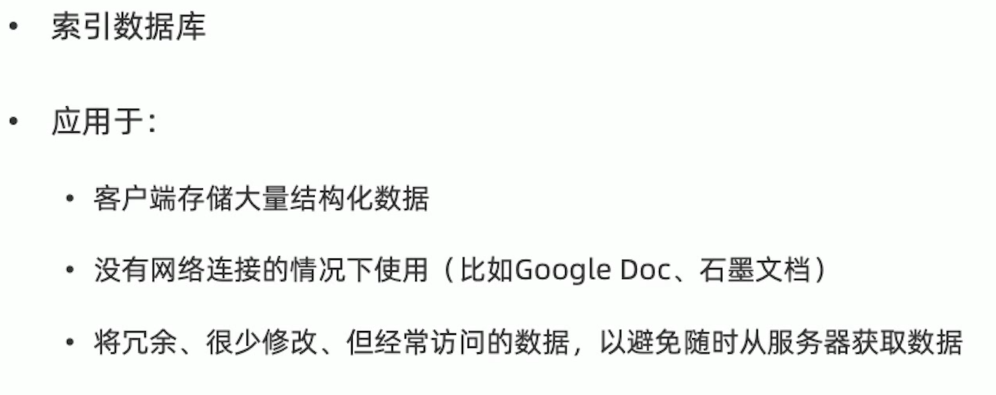 • 索引数据库
• 应用于：
• 客户端存储大量结构化数据
• 没有网络连接的情况下使用（比如Google Doc、石墨文档）
• 将冗余、很少修改、但经常访问的数据，以避免随时从服务器获取数据